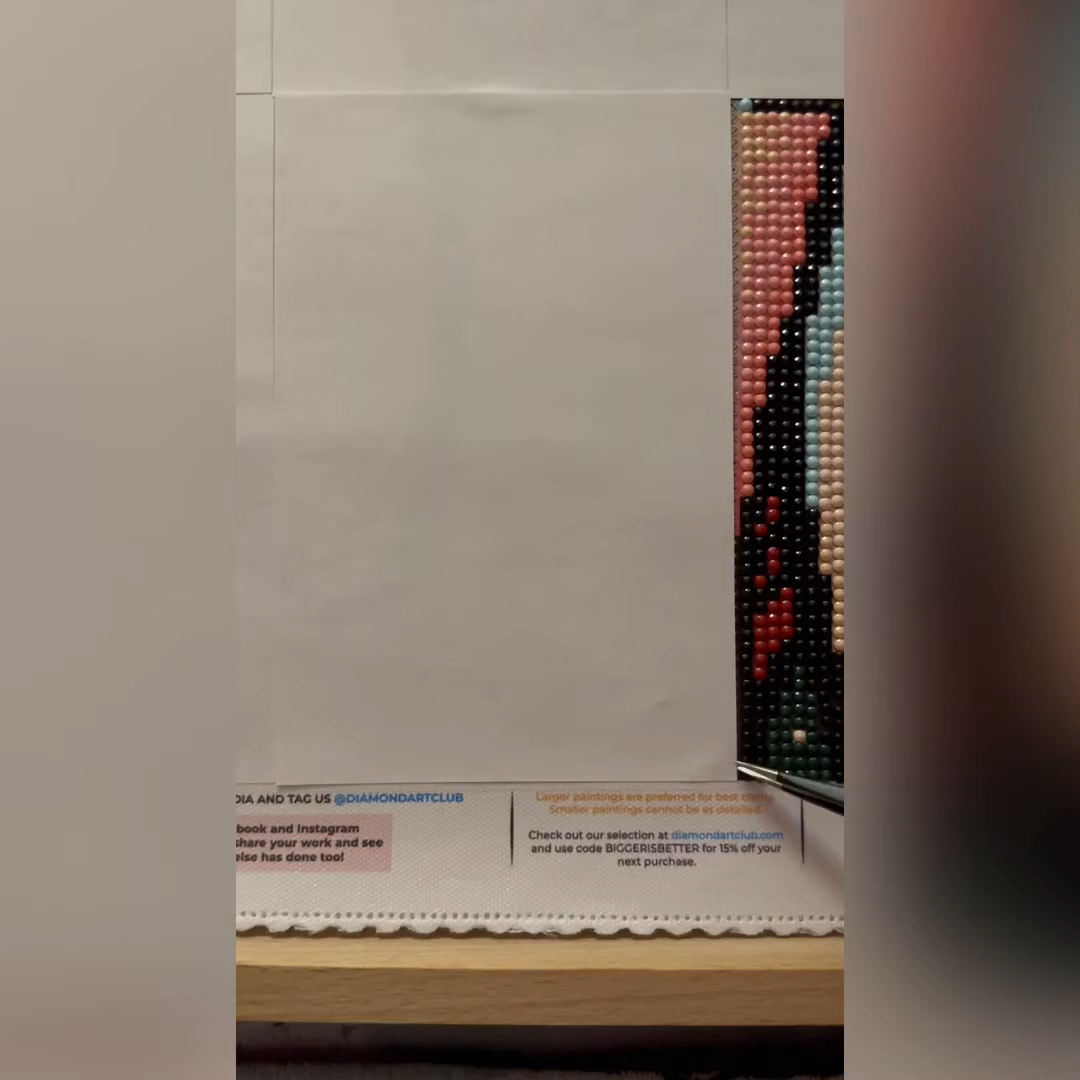 DIA AND TAG US @DIAMONDARTCLUB
book and Instagram
share your work and see
else has done too!
Larger paintings are preferred for best
Smaller paintings cannot be as detailed.
Check out our selection at diamondartclub.com
and use code BIGGERISBETTER for 15% off your
next purchase.